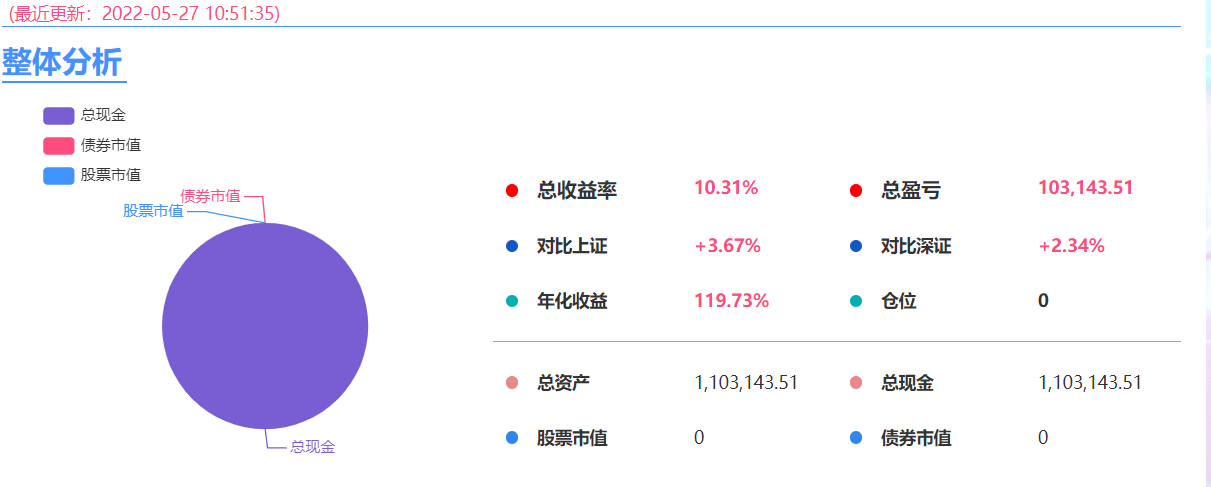 (最近更新：2022-05-27 10:51:35)
整体分析
总现金
债券市值
股票市值
债券市值
股票市值
总现金
总收益率 10.31% 总盈亏 103,143.51
对比上证 +3.67% 对比深证 +2.34%
年化收益 119.73% 仓位 0
总资产 1,103,143.51 总现金 1,103,143.51
股票市值 0 债券市值 0